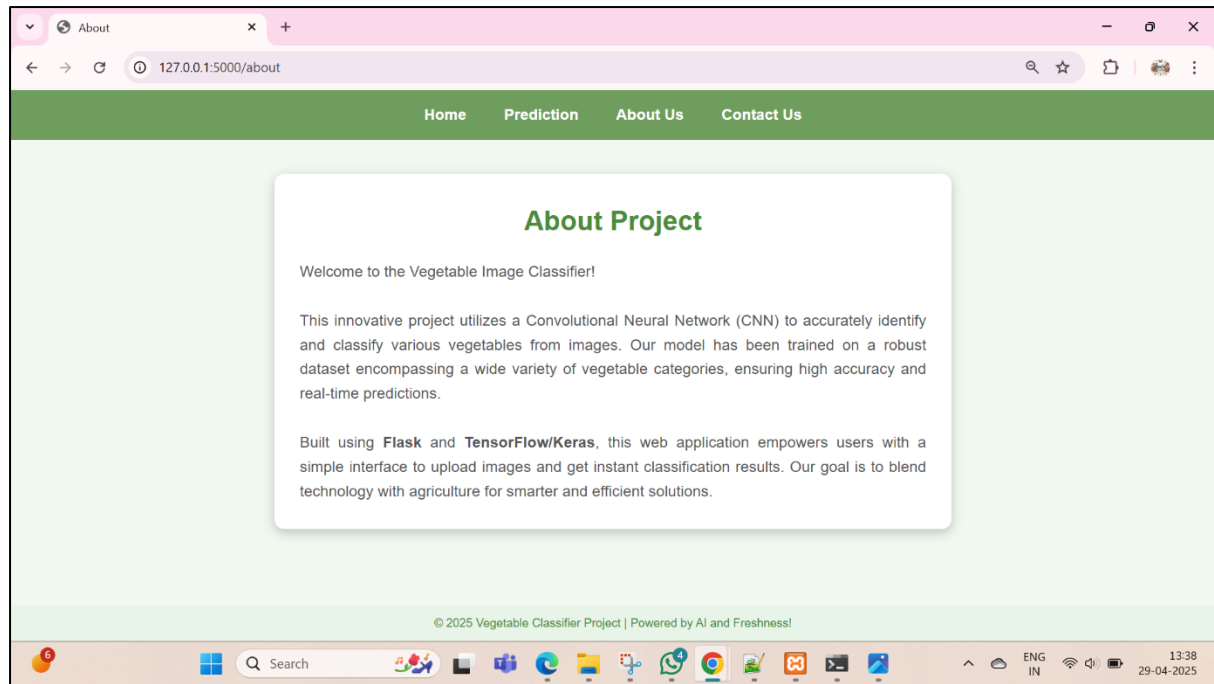 About
127.0.0.1:5000/about
Home Prediction About Us Contact Us
About Project
Welcome to the Vegetable Image Classifier!
This innovative project utilizes a Convolutional Neural Network (CNN) to accurately identify
and classify various vegetables from images. Our model has been trained on a robust
dataset encompassing a wide variety of vegetable categories, ensuring high accuracy and
real-time predictions.
Built using Flask and TensorFlow/Keras, this web application empowers users with a
simple interface to upload images and get instant classification results. Our goal is to blend
technology with agriculture for smarter and efficient solutions.
© 2025 Vegetable Classifier Project | Powered by AI and Freshness!
6
Search
4
ENG
IN
13:38
29-04-2025